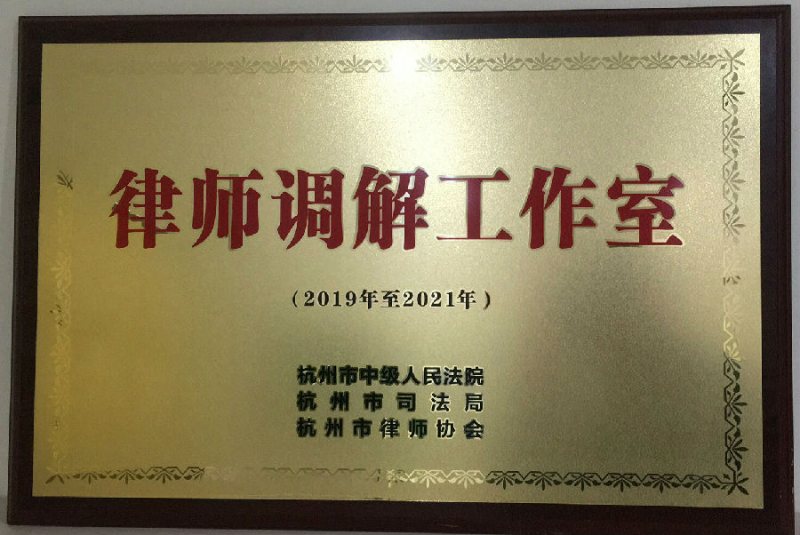 律师调解工作室
（2019年至2021年）
杭州市中级人民法院
杭州市司法局
杭州市律师协会